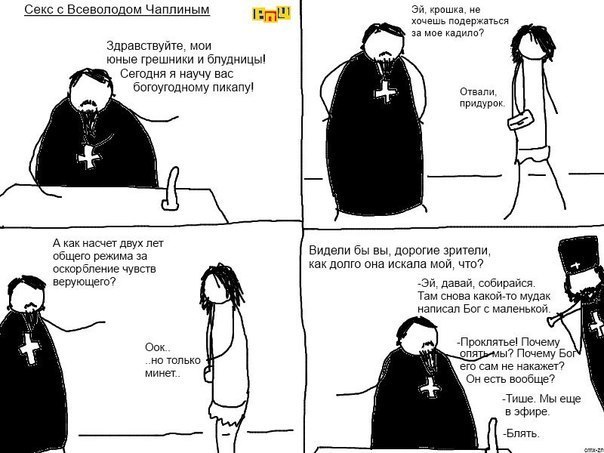 Секс с Всеволодом Чаплиным
Здравствуйте, мои
юные грешники и блудницы!
Сегодня я научу вас
богоугодному пикапу!
Эй, крошка, не
хочешь подержаться
за мое кадило?
Отвали,
придурок.
А как насчет двух лет
общего режима за
оскорбление чувств
верующего?
Оок..
..но только
минет..
Видели бы вы, дорогие зрители,
как долго она искала мой, что?
-Эй, давай, собирайся.
Там снова какой-то мудак
написал Бог с маленькой.
-Проклятье! Почему
опять мы? Почему Бог
его сам не накажет?
Он есть вообще?
-Тише. Мы еще
в эфире.
-Блять.